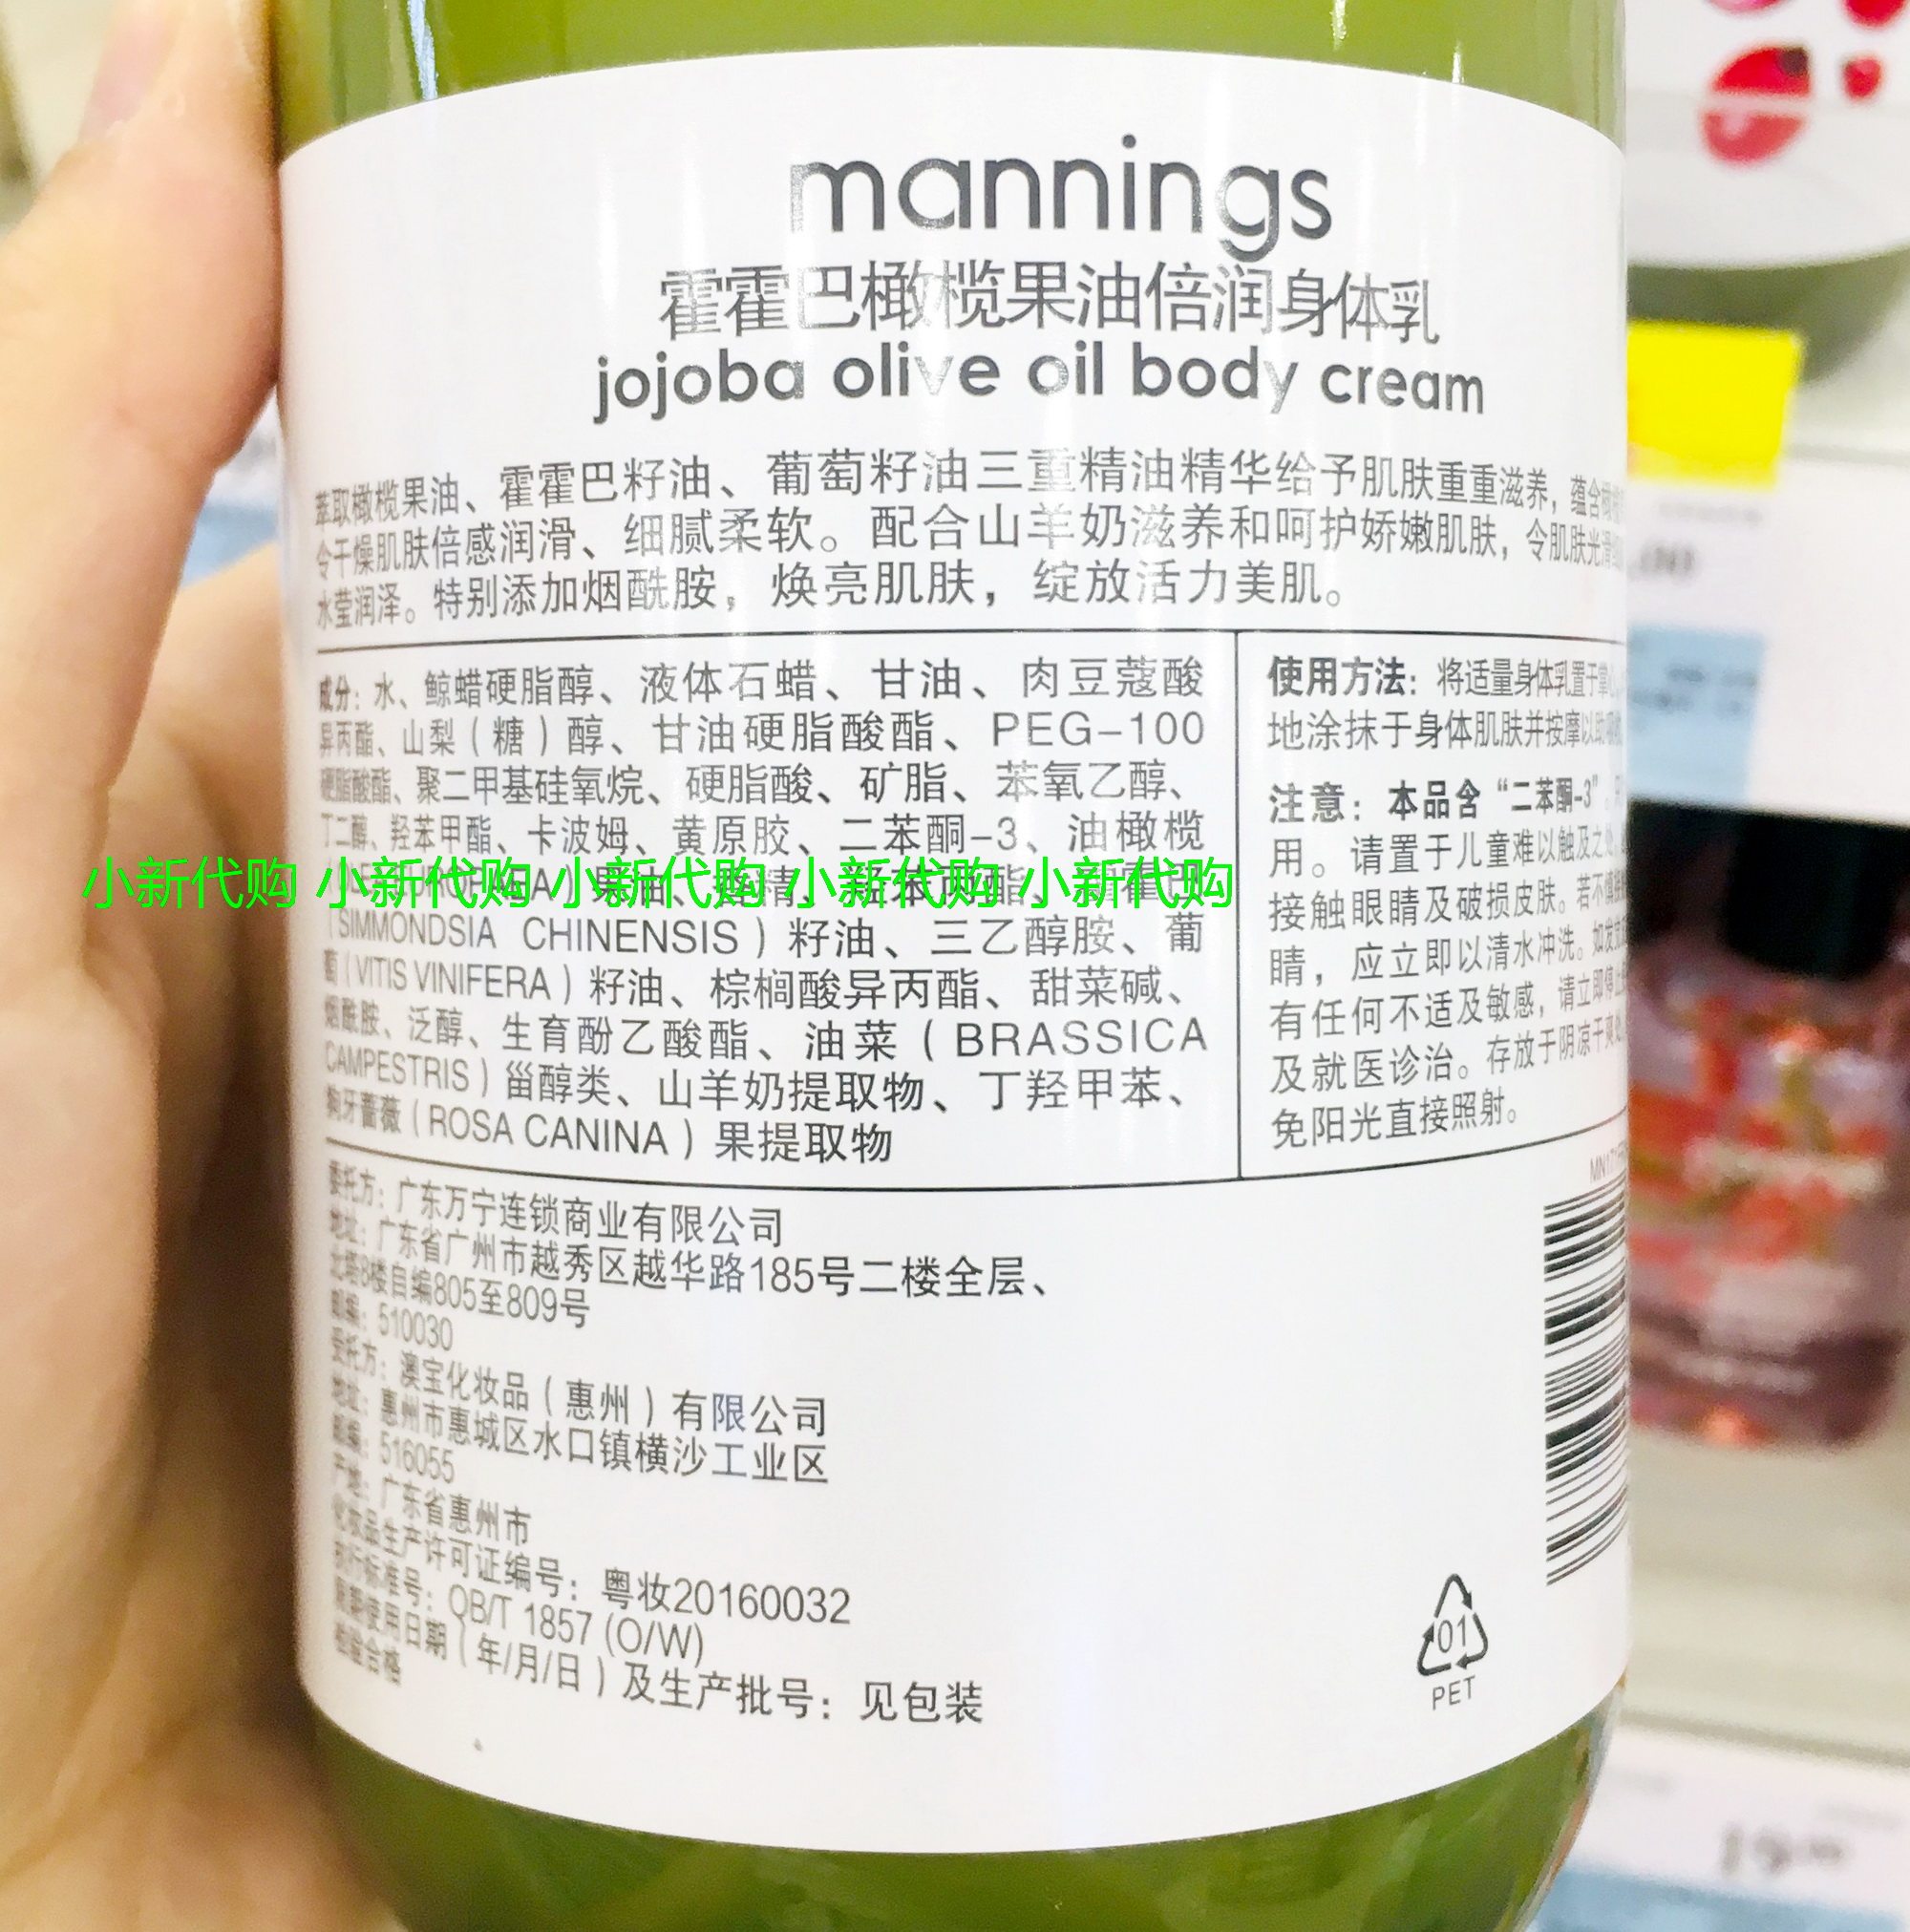 mannings
霍霍巴橄榄果油倍润身体乳
jojoba olive oil body cream
萃取橄榄果油、霍霍巴籽油、葡萄籽油三重精油精华给予肌肤重重滋养，蕴含
令干燥肌肤倍感润滑、细腻柔软。配合山羊奶滋养和呵护娇嫩肌肤，令肌肤光滑
水莹润泽。特别添加烟酰胺，焕亮肌肤，绽放活力美肌。
成分：水、鲸蜡硬脂醇、液体石蜡、甘油、肉豆蔻酸
异丙酯、山梨（糖）醇、甘油硬脂酸酯、PEG-100
硬脂酸酯、聚二甲基硅氧烷、硬脂酸、矿脂、苯氧乙醇、
丁二醇、羟苯甲酯、卡波姆、黄原胶、二苯酮-3、油橄榄
小新代购 小新代购 小新代购 小新代购 小新代购
（SIMMONDSIA CHINENSIS）籽油、三乙醇胺、葡
萄（VITIS VINIFERA）籽油、棕榈酸异丙酯、甜菜碱、
烟酰胺、泛醇、生育酚乙酸酯、油菜（BRASSICA
CAMPESTRIS）甾醇类、山羊奶提取物、丁羟甲苯、
狗牙蔷薇（ROSA CANINA）果提取物
使用方法：将适量身体乳置于掌心
地涂抹于身体肌肤并按摩以助
注意：本品含“二苯酮-3”
用。请置于儿童难以触及之处
接触眼睛及破损皮肤。若不慎
睛，应立即以清水冲洗。如发
有任何不适及敏感，请立即停止
及就医诊治。存放于阴凉干爽
免阳光直接照射。
委托方：广东万宁连锁商业有限公司
地址：广东省广州市越秀区越华路185号二楼全层、
北塔8楼自编805至809号
邮编：510030
受托方：澳宝化妆品（惠州）有限公司
地址：惠州市惠城区水口镇横沙工业区
邮编：516055
产地：广东省惠州市
化妆品生产许可证编号：粤妆20160032
执行标准号：QB/T 1857 (O/W)
限期使用日期（年/月/日）及生产批号：见包装
检验合格
01
PET